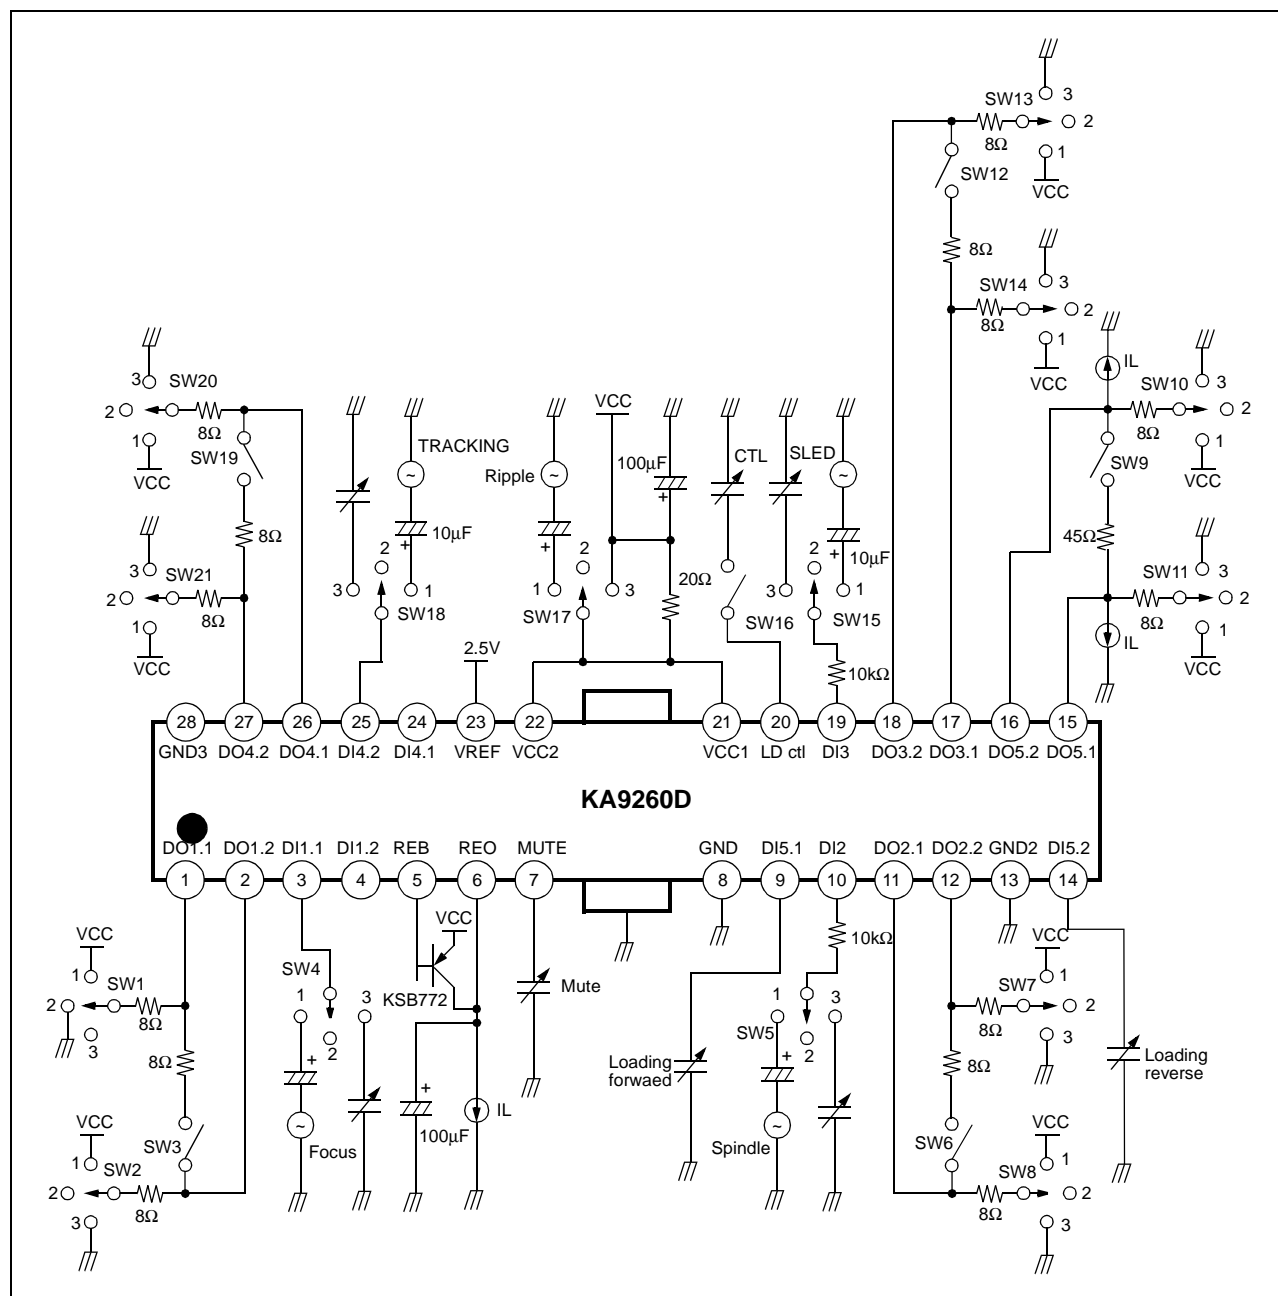 3
SW13
2
8Ω
1
SW12
VCC
8Ω
3
SW14
2
8Ω
1
VCC
IL
3
SW10
2
8Ω
1
SW9
VCC
45Ω
3
SW11
2
8Ω
1
IL
VCC
3
SW20
2
8Ω
1
SW19
VCC
8Ω
3
SW21
2
8Ω
1
VCC
TRACKING
~
10µF
+
2
3
1
SW18
2.5V
Ripple
~
+
2
1
3
SW17
VCC
100µF
+
20Ω
CTL
SW16
SLED
~
+
10µF
2
3
1
SW15
10kΩ
28 27 26 25 24 23 22 21 20 19 18 17 16 15
GND3 DO4.2 DO4.1 DI4.2 DI4.1 VREF VCC2 VCC1 LD ctl DI3 DO3.2 DO3.1 DO5.2 DO5.1
KA9260D
DO1.1 DO1.2 DI1.1 DI1.2 REB REO MUTE GND DI5.1 DI2 DO2.1 DO2.2 GND2 DI5.2
1 2 3 4 5 6 7 8 9 10 11 12 13 14
VCC
1
SW1
2
8Ω
3
8Ω
VCC
SW3
1
SW2
2
8Ω
3
SW4
1
3
2
+
~
Focus
VCC
KSB772
+
100µF
IL
Mute
Loading
forwaed
10kΩ
1
3
SW5
2
+
~
Spindle
VCC
1
SW7
2
8Ω
3
8Ω
VCC
SW6
1
SW8
2
8Ω
3
Loading
reverse